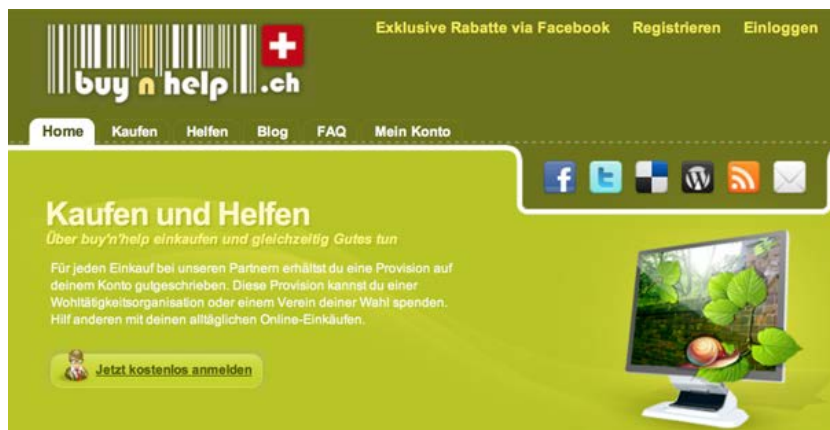 Exklusive Rabatte via Facebook Registrieren Einloggen
buy'n'help.ch
Home Kaufen Helfen Blog FAQ Mein Konto
Kaufen und Helfen
Über buy'n'help einkaufen und gleichzeitig Gutes tun
Für jeden Einkauf bei unseren Partnern erhältst du eine Provision auf
deinem Konto gutgeschrieben. Diese Provision kannst du einer
Wohltätigkeitsorganisation oder einem Verein deiner Wahl spenden.
Hilf anderen mit deinen alltäglichen Online-Einkäufen.
Jetzt kostenlos anmelden